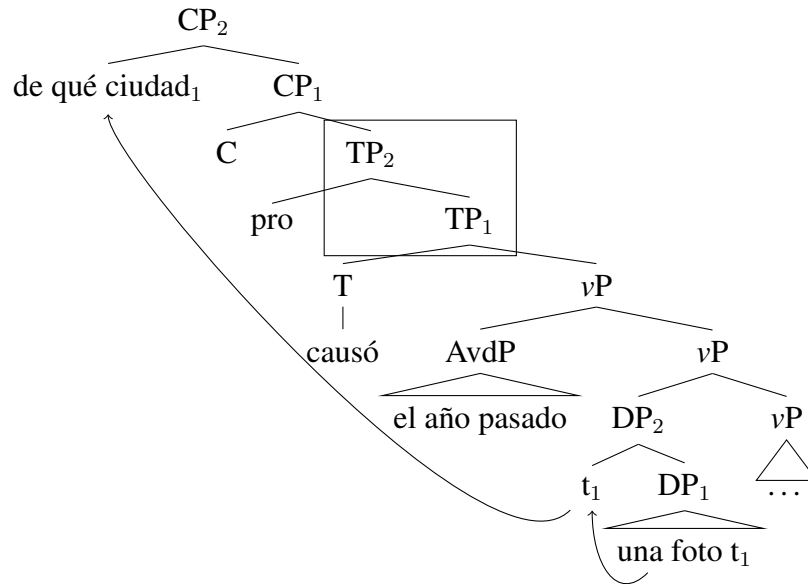 CP₂
de qué ciudad₁ CP₁
C TP₂
pro TP₁
T vP
causó AvdP vP
el año pasado DP₂ vP
t₁ DP₁ ...
una foto t₁